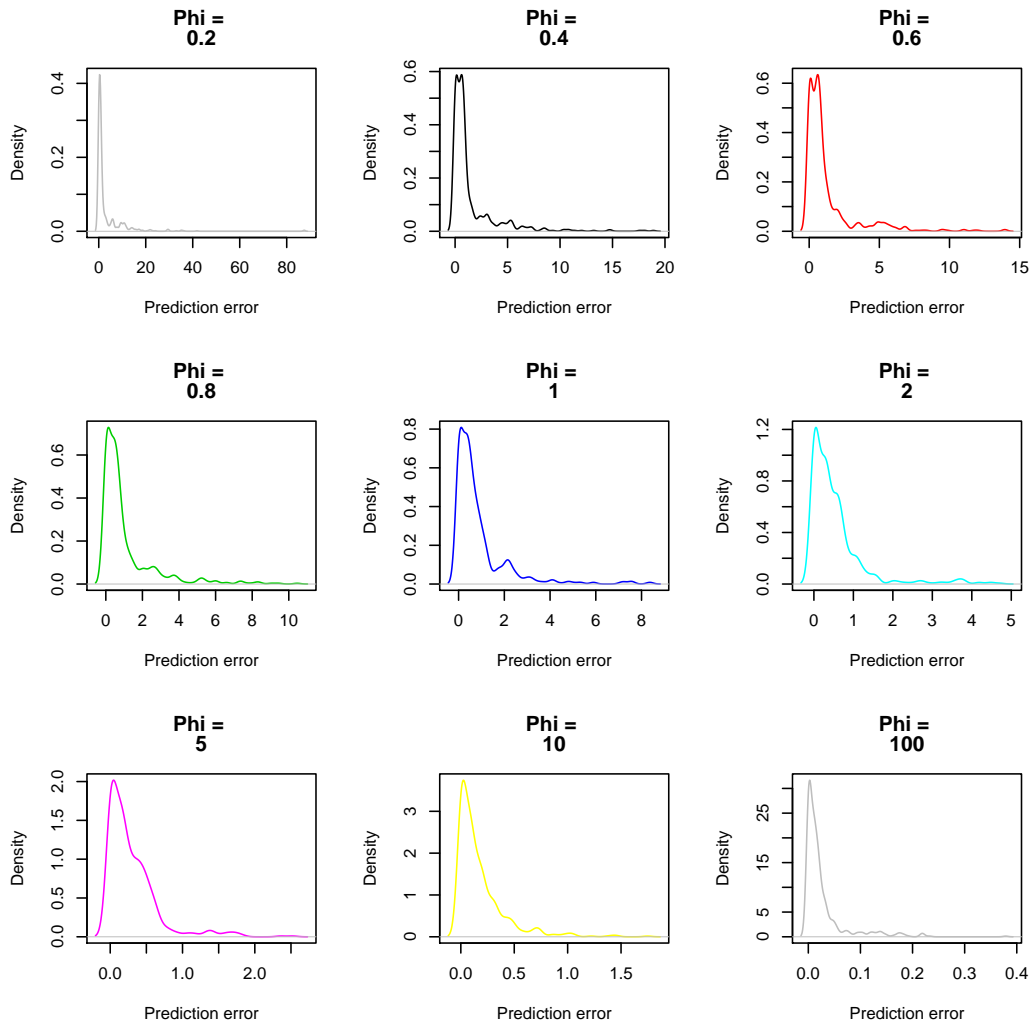 Phi =
0.2
Density
0.0 0.2 0.4
0 20 40 60 80
Prediction error
Phi =
0.4
Density
0.0 0.2 0.4 0.6
0 5 10 15 20
Prediction error
Phi =
0.6
Density
0.0 0.2 0.4 0.6
0 5 10 15
Prediction error
Phi =
0.8
Density
0.0 0.2 0.4 0.6
0 2 4 6 8 10
Prediction error
Phi =
1
Density
0.0 0.2 0.4 0.6 0.8
0 2 4 6 8
Prediction error
Phi =
2
Density
0.0 0.4 0.8 1.2
0 1 2 3 4 5
Prediction error
Phi =
5
Density
0.0 0.5 1.0 1.5 2.0
0.0 1.0 2.0
Prediction error
Phi =
10
Density
0 1 2 3
0.0 0.5 1.0 1.5
Prediction error
Phi =
100
Density
0 5 15 25
0.0 0.1 0.2 0.3 0.4
Prediction error